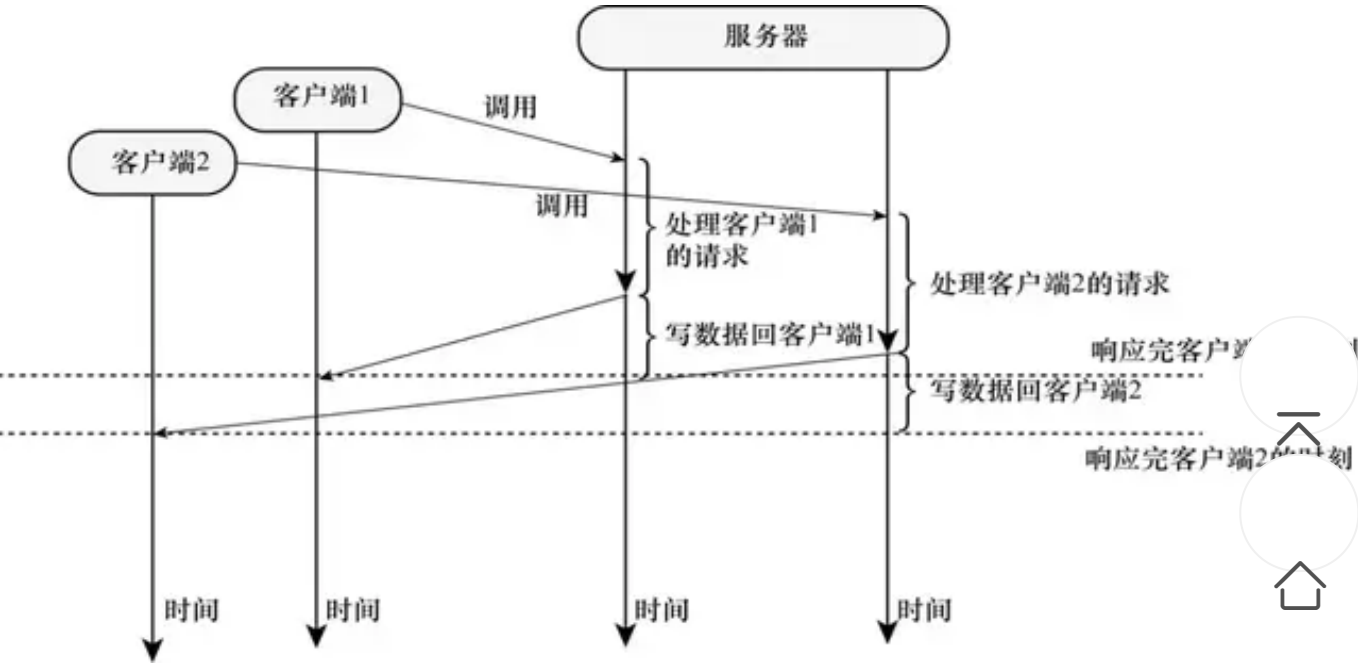 服务器
客户端1
调用
客户端2
调用
处理客户端1
的请求
处理客户端2的请求
写数据回客户端1
响应完客户
写数据回客户端2
响应完客户端2的时刻
时间
时间
时间
时间